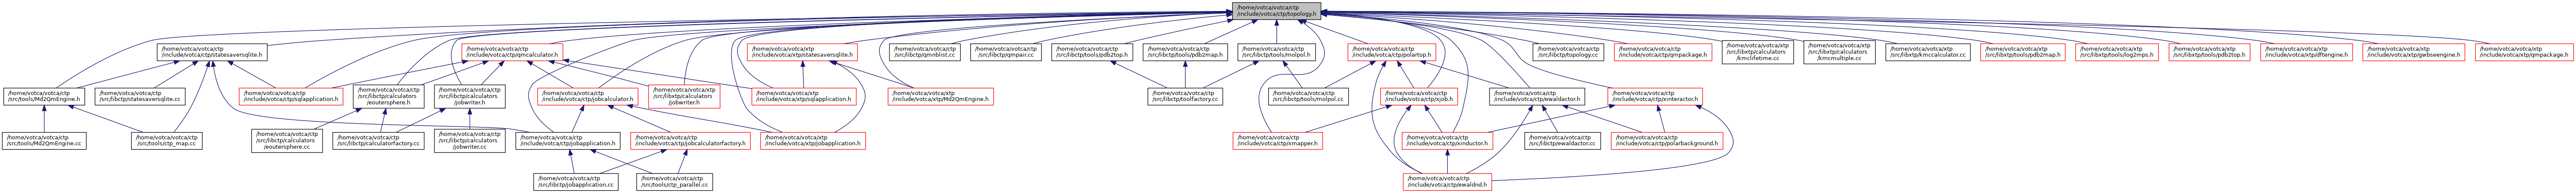 /home/votca/votca/ctp
/include/votca/ctp/topology.h
/home/votca/votca/ctp
/include/votca/ctp/statesaversqlite.h
/home/votca/votca/ctp
/include/votca/ctp/qmcalculator.h
/home/votca/votca/xtp
/include/votca/xtp/statesaversqlite.h
/home/votca/votca/ctp
/src/libctp/qmnblist.cc
/home/votca/votca/ctp
/src/libctp/qmpair.cc
/home/votca/votca/ctp
/src/libctp/tools/pdb2top.h
/home/votca/votca/ctp
/src/libctp/tools/pdb2map.h
/home/votca/votca/ctp
/src/libctp/tools/molpol.h
/home/votca/votca/ctp
/include/votca/ctp/polartop.h
/home/votca/votca/ctp
/src/libctp/topology.cc
/home/votca/votca/ctp
/include/votca/ctp/qmpackage.h
/home/votca/votca/xtp
/src/libxtp/calculators
/kmclifetime.cc
/home/votca/votca/xtp
/src/libxtp/calculators
/kmcmultiple.cc
/home/votca/votca/xtp
/src/libxtp/kmccalculator.cc
/home/votca/votca/xtp
/src/libxtp/tools/pdb2map.h
/home/votca/votca/xtp
/src/libxtp/tools/log2mps.h
/home/votca/votca/xtp
/src/libxtp/tools/pdb2top.h
/home/votca/votca/xtp
/include/votca/xtp/dftengine.h
/home/votca/votca/xtp
/include/votca/xtp/gwbseengine.h
/home/votca/votca/xtp
/include/votca/xtp/qmpackage.h
/home/votca/votca/ctp
/src/tools/Md2QmEngine.h
/home/votca/votca/ctp
/src/libctp/statesaversqlite.cc
/home/votca/votca/ctp
/include/votca/ctp/sqlapplication.h
/home/votca/votca/ctp
/src/libctp/calculators
/eoutersphere.h
/home/votca/votca/ctp
/src/libctp/calculators
/jobwriter.h
/home/votca/votca/ctp
/include/votca/ctp/jobcalculator.h
/home/votca/votca/xtp
/src/libxtp/calculators
/jobwriter.h
/home/votca/votca/xtp
/include/votca/xtp/sqlapplication.h
/home/votca/votca/xtp
/include/votca/xtp/Md2QmEngine.h
/home/votca/votca/ctp
/src/libctp/toolfactory.cc
/home/votca/votca/ctp
/src/libctp/tools/molpol.cc
/home/votca/votca/ctp
/include/votca/ctp/xjob.h
/home/votca/votca/ctp
/include/votca/ctp/ewaldactor.h
/home/votca/votca/ctp
/include/votca/ctp/xinteractor.h
/home/votca/votca/ctp
/src/tools/Md2QmEngine.cc
/home/votca/votca/ctp
/src/tools/ctp_map.cc
/home/votca/votca/ctp
/src/libctp/calculators
/eoutersphere.cc
/home/votca/votca/ctp
/src/libctp/calculatorfactory.cc
/home/votca/votca/ctp
/src/libctp/calculators
/jobwriter.cc
/home/votca/votca/ctp
/include/votca/ctp/jobapplication.h
/home/votca/votca/ctp
/include/votca/ctp/jobcalculatorfactory.h
/home/votca/votca/xtp
/include/votca/xtp/jobapplication.h
/home/votca/votca/ctp
/include/votca/ctp/xmapper.h
/home/votca/votca/ctp
/include/votca/ctp/xinductor.h
/home/votca/votca/ctp
/src/libctp/ewaldactor.cc
/home/votca/votca/ctp
/include/votca/ctp/polarbackground.h
/home/votca/votca/ctp
/src/libctp/jobapplication.cc
/home/votca/votca/ctp
/src/tools/ctp_parallel.cc
/home/votca/votca/ctp
/include/votca/ctp/ewaldnd.h